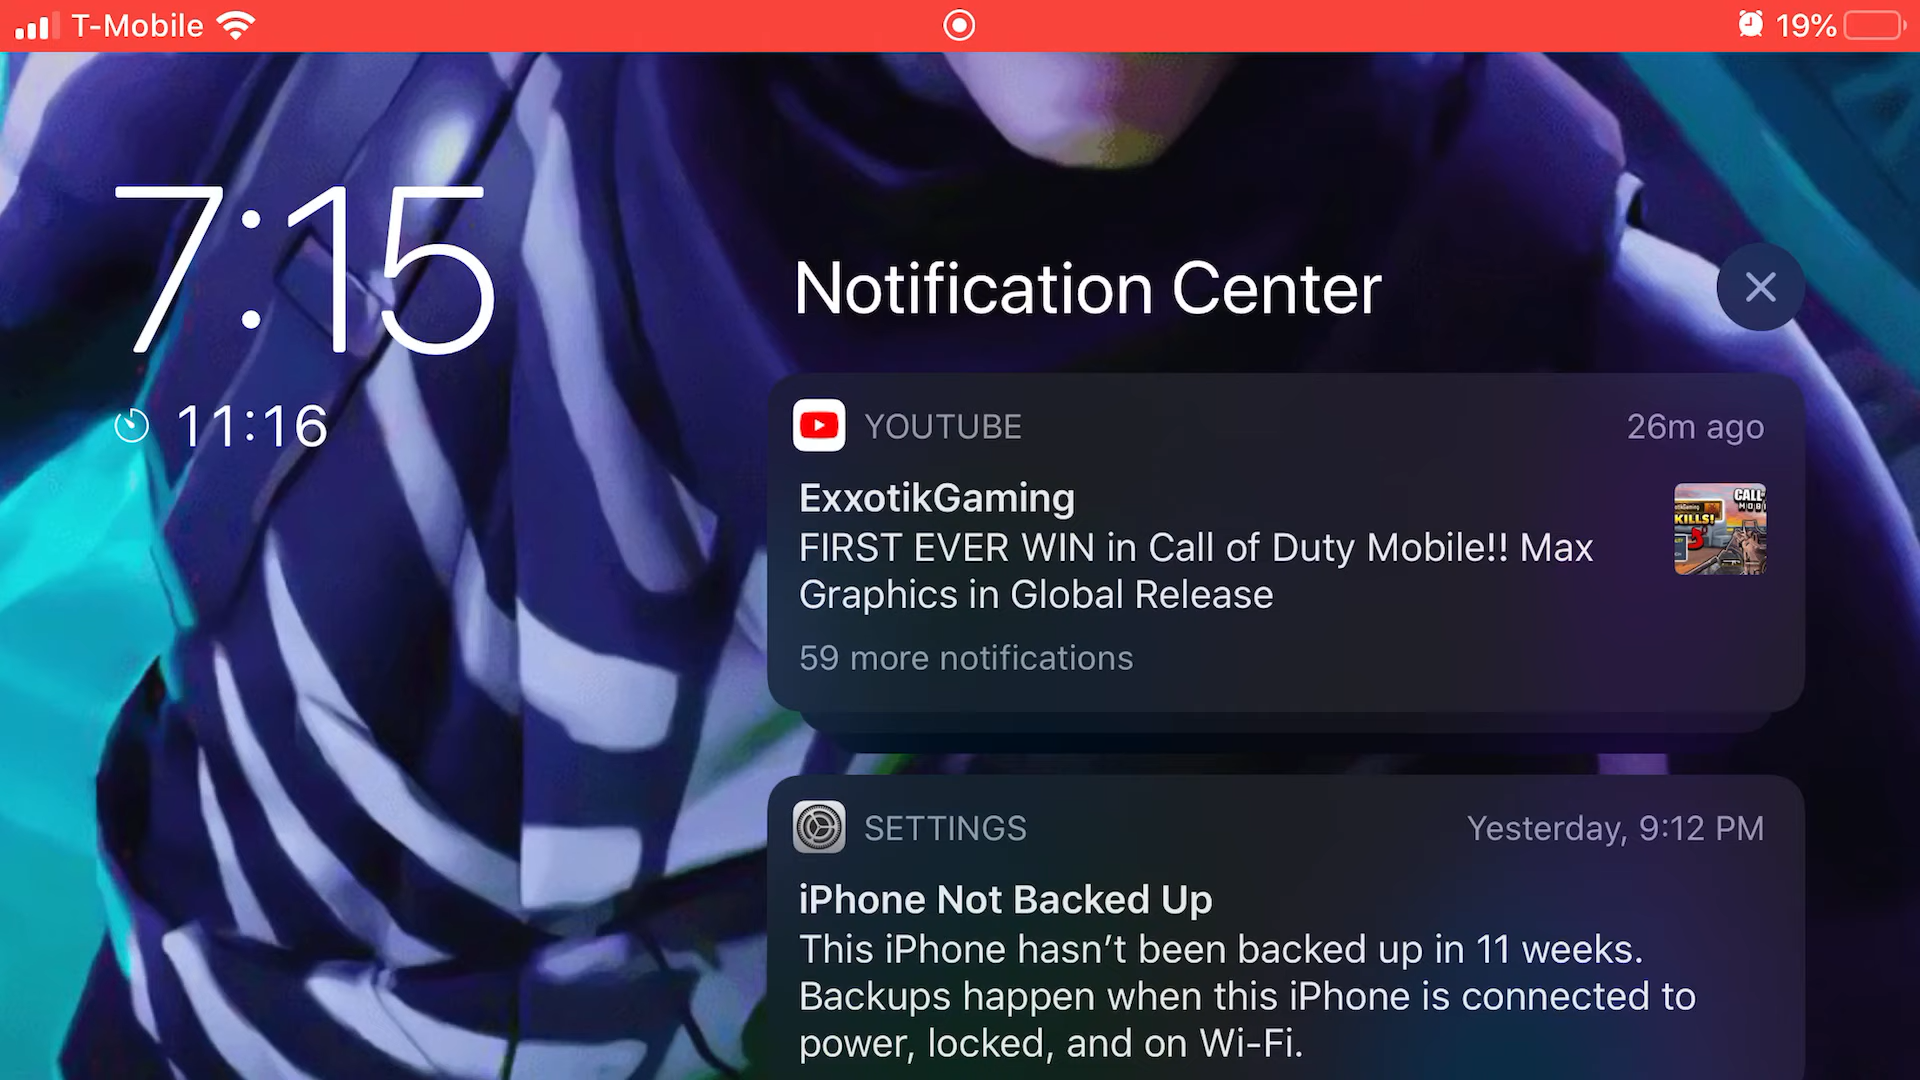 T-Mobile
19%
7:15
11:16
Notification Center
YOUTUBE
26m ago
ExxotikGaming
FIRST EVER WIN in Call of Duty Mobile!! Max
Graphics in Global Release
CALL
KILLS!
59 more notifications
SETTINGS
Yesterday, 9:12 PM
iPhone Not Backed Up
This iPhone hasn’t been backed up in 11 weeks.
Backups happen when this iPhone is connected to
power, locked, and on Wi-Fi.